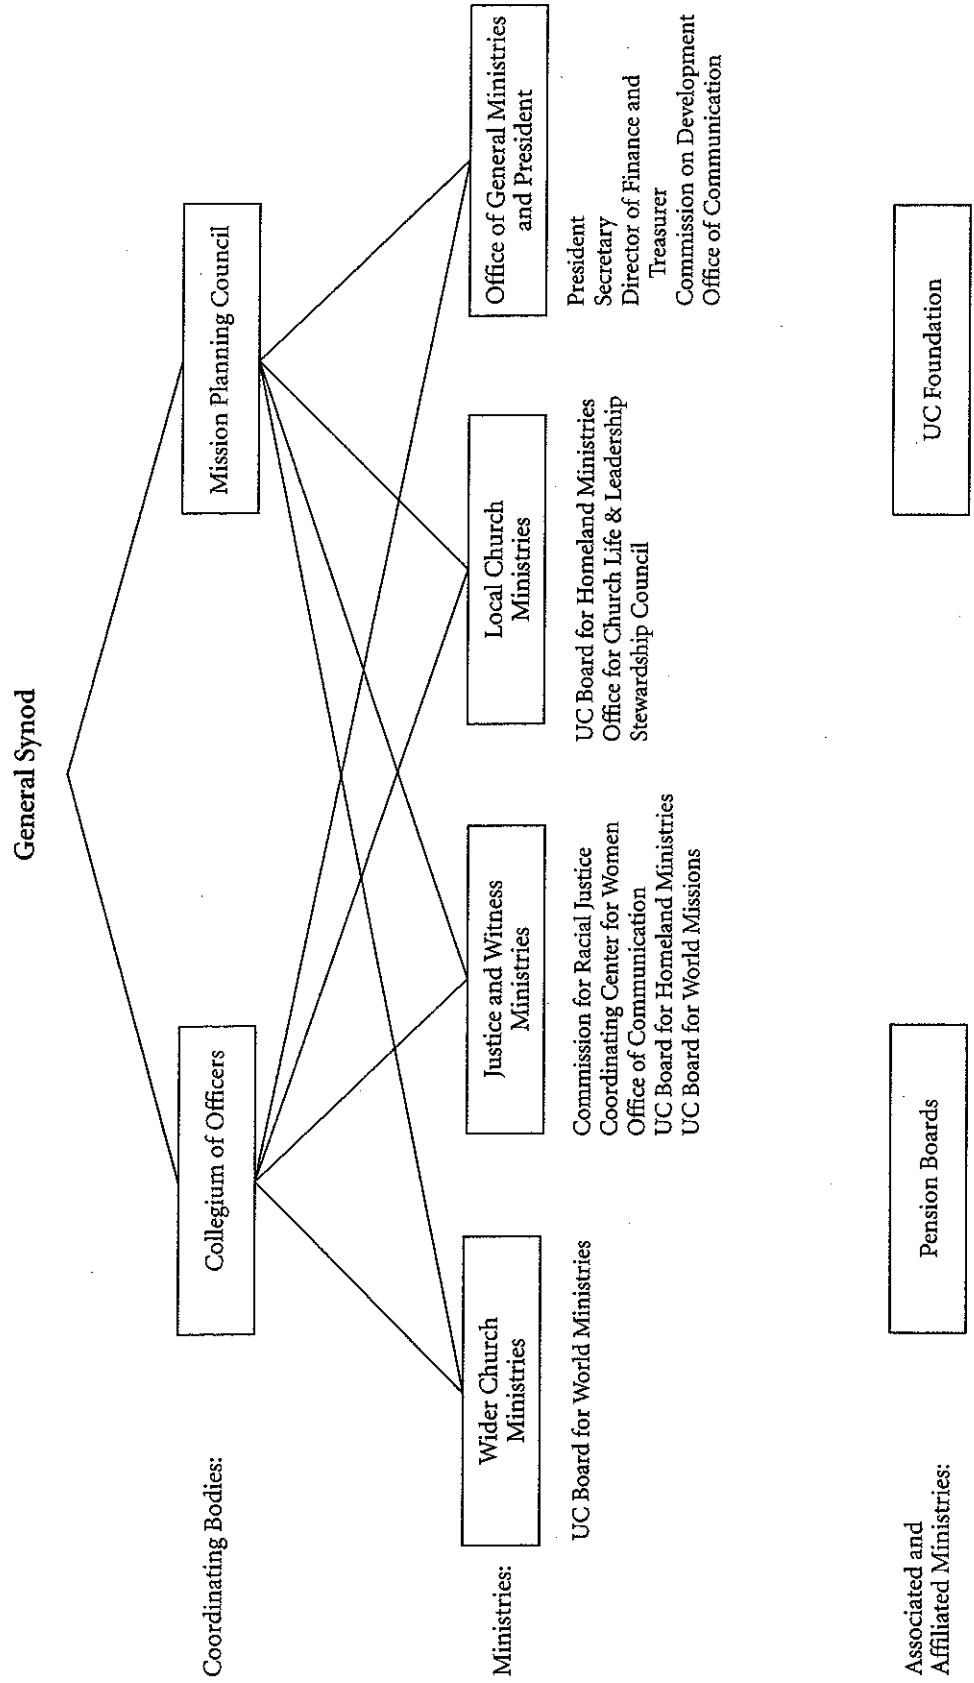 General Synod
Coordinating Bodies:
Collegium of Officers
Mission Planning Council
Ministries:
Wider Church
Ministries
UC Board for World Ministries
Justice and Witness
Ministries
Commission for Racial Justice
Coordinating Center for Women
Office of Communication
UC Board for Homeland Ministries
UC Board for World Missions
Local Church
Ministries
UC Board for Homeland Ministries
Office for Church Life & Leadership
Stewardship Council
Office of General Ministries
and President
President
Secretary
Director of Finance and
Treasurer
Commission on Development
Office of Communication
Associated and
Affiliated Ministries:
Pension Boards
UC Foundation